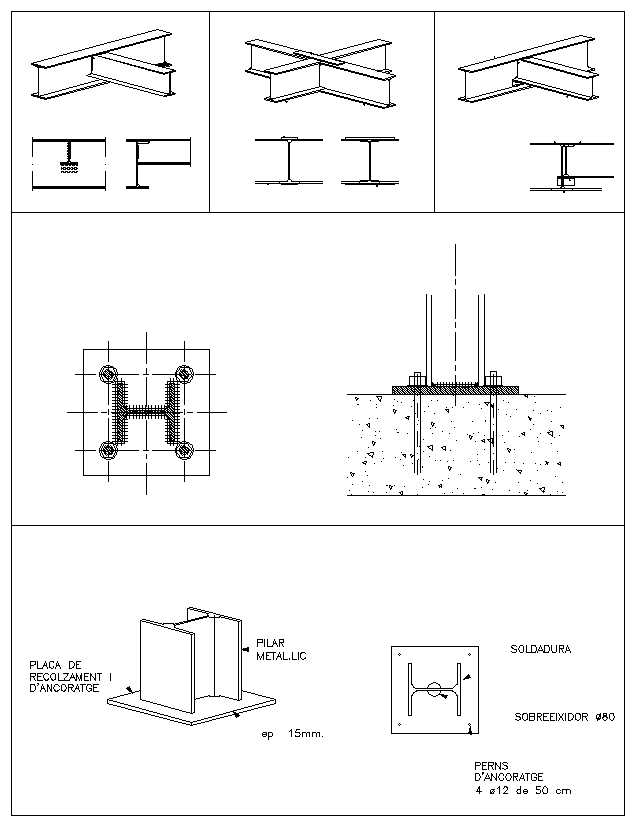 PILAR
METAL.LIC
PLACA DE
RECOLZAMENT I
D'ANCORATGE
ep 15mm.
SOLDADURA
SOBREEIXIDOR ø80
PERNS
D'ANCORATGE
4 ø12 de 50 cm